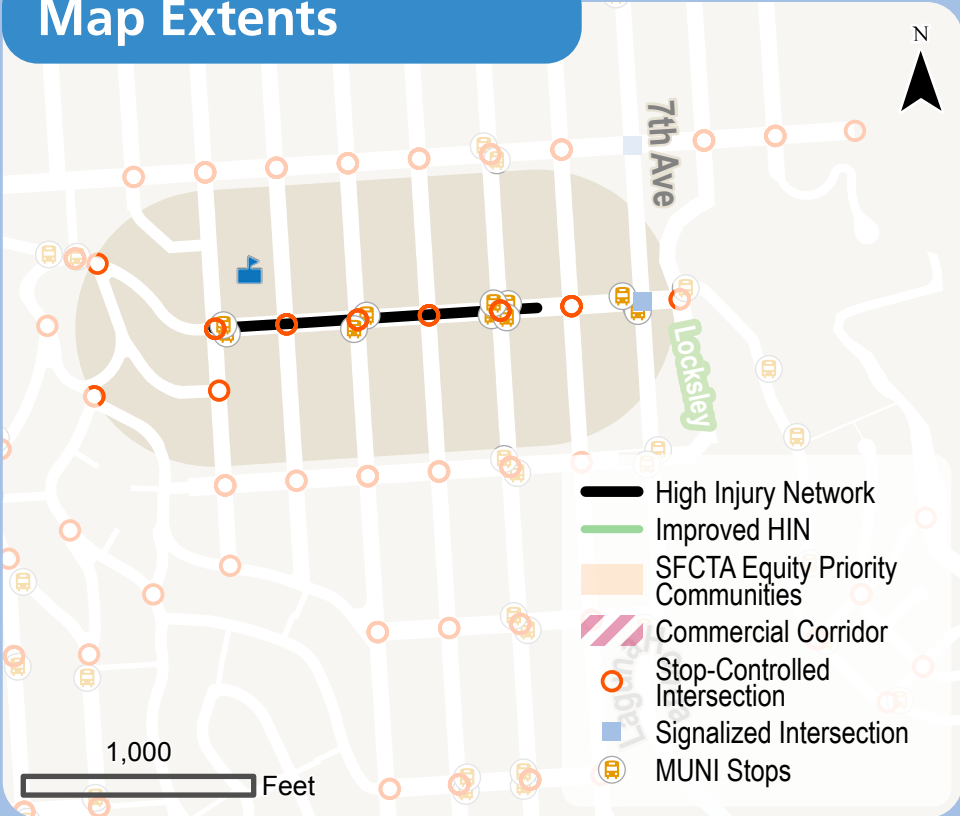 Map Extents
N
7th Ave
Locksley
High Injury Network
Improved HIN
SFCTA Equity Priority
Communities
Commercial Corridor
Stop-Controlled
Intersection
Signalized Intersection
MUNI Stops
1,000
Feet